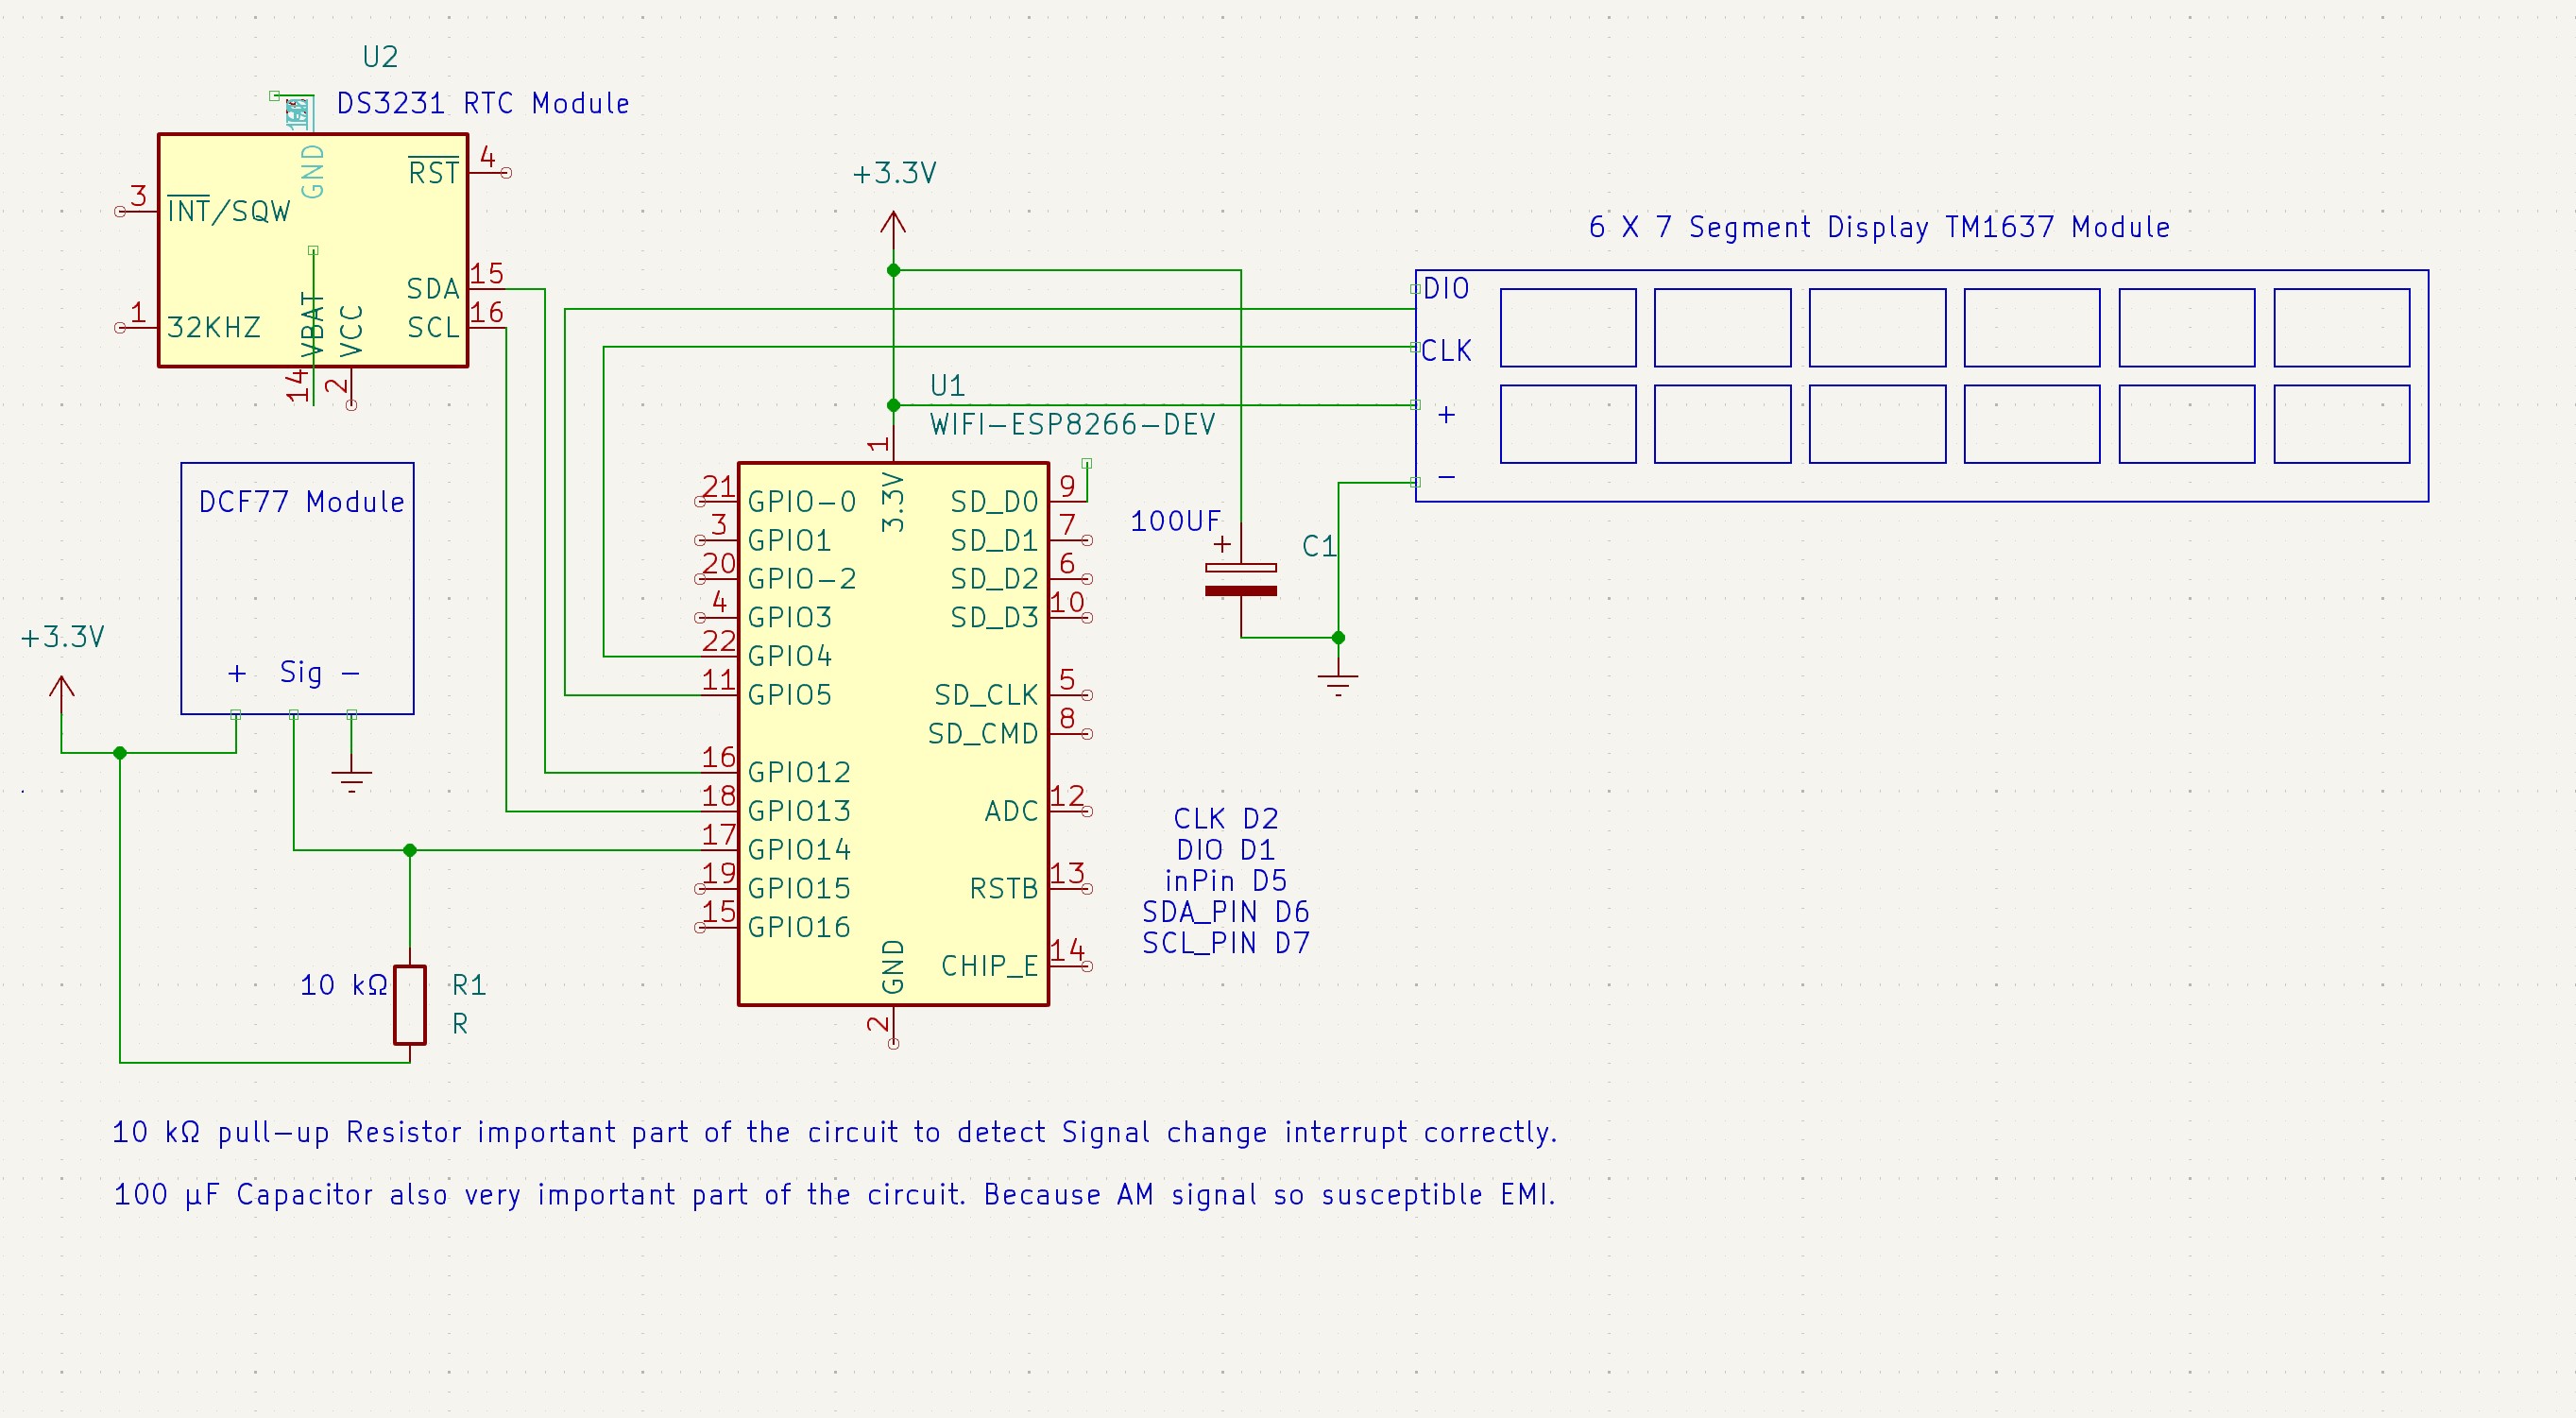 U2
DS3231 RTC Module
GND
4
RST
3
INT/SQW
15
SDA
16
SCL
1
32KHZ
VBAT
VCC
14
2
+3.3V
6 X 7 Segment Display TM1637 Module
DIO
CLK
+
−
U1
WIFI-ESP8266-DEV
1
3.3V
21
GPIO-0
3
GPIO1
20
GPIO-2
4
GPIO3
22
GPIO4
11
GPIO5
16
GPIO12
18
GPIO13
17
GPIO14
19
GPIO15
15
GPIO16
GND
2
SD_D0
9
SD_D1
7
SD_D2
6
SD_D3
10
SD_CLK
5
SD_CMD
8
ADC
12
RSTB
13
CHIP_E
14
100UF
+
C1
DCF77 Module
+ Sig −
+3.3V
CLK D2
DIO D1
inPin D5
SDA_PIN D6
SCL_PIN D7
10 kΩ
R1
R
10 kΩ pull-up Resistor important part of the circuit to detect Signal change interrupt correctly.
100 µF Capacitor also very important part of the circuit. Because AM signal so susceptible EMI.